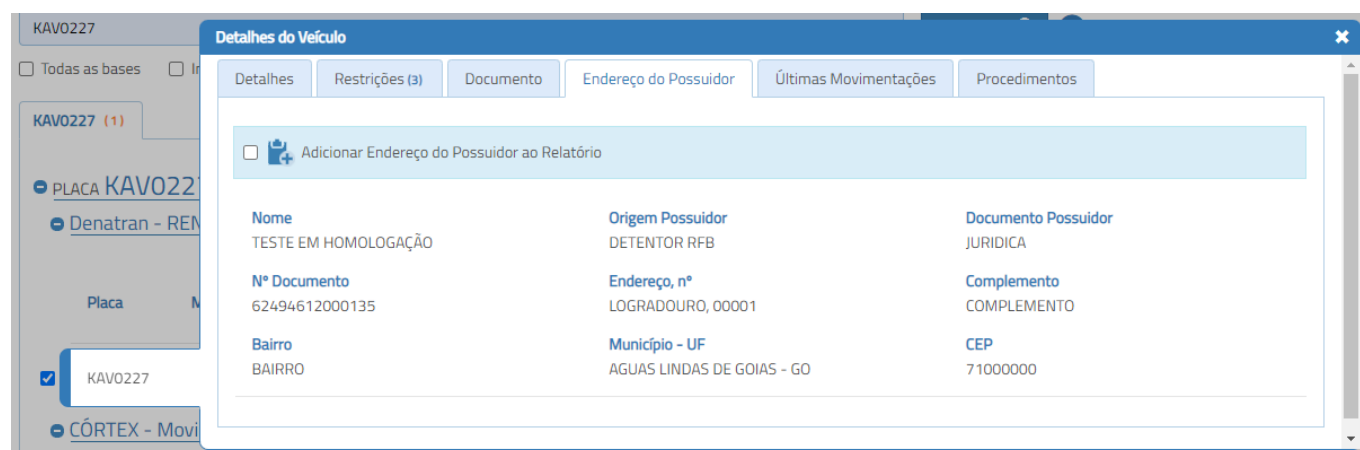 KAV0227
Todas as bases
KAV0227 (1)
PLACA KAV022
Denatran - REN
Placa
KAV0227
CÓRTEX - Movi
Detalhes do Veículo
Detalhes Restrições (3) Documento Endereço do Possuidor Últimas Movimentações Procedimentos
Adicionar Endereço do Possuidor ao Relatório
Nome Origem Possuidor Documento Possuidor
TESTE EM HOMOLOGAÇÃO DETENTOR RFB JURIDICA
Nº Documento Endereço, nº Complemento
62494612000135 LOGRADOURO, 00001 COMPLEMENTO
Bairro Município - UF CEP
BAIRRO AGUAS LINDAS DE GOIAS - GO 71000000